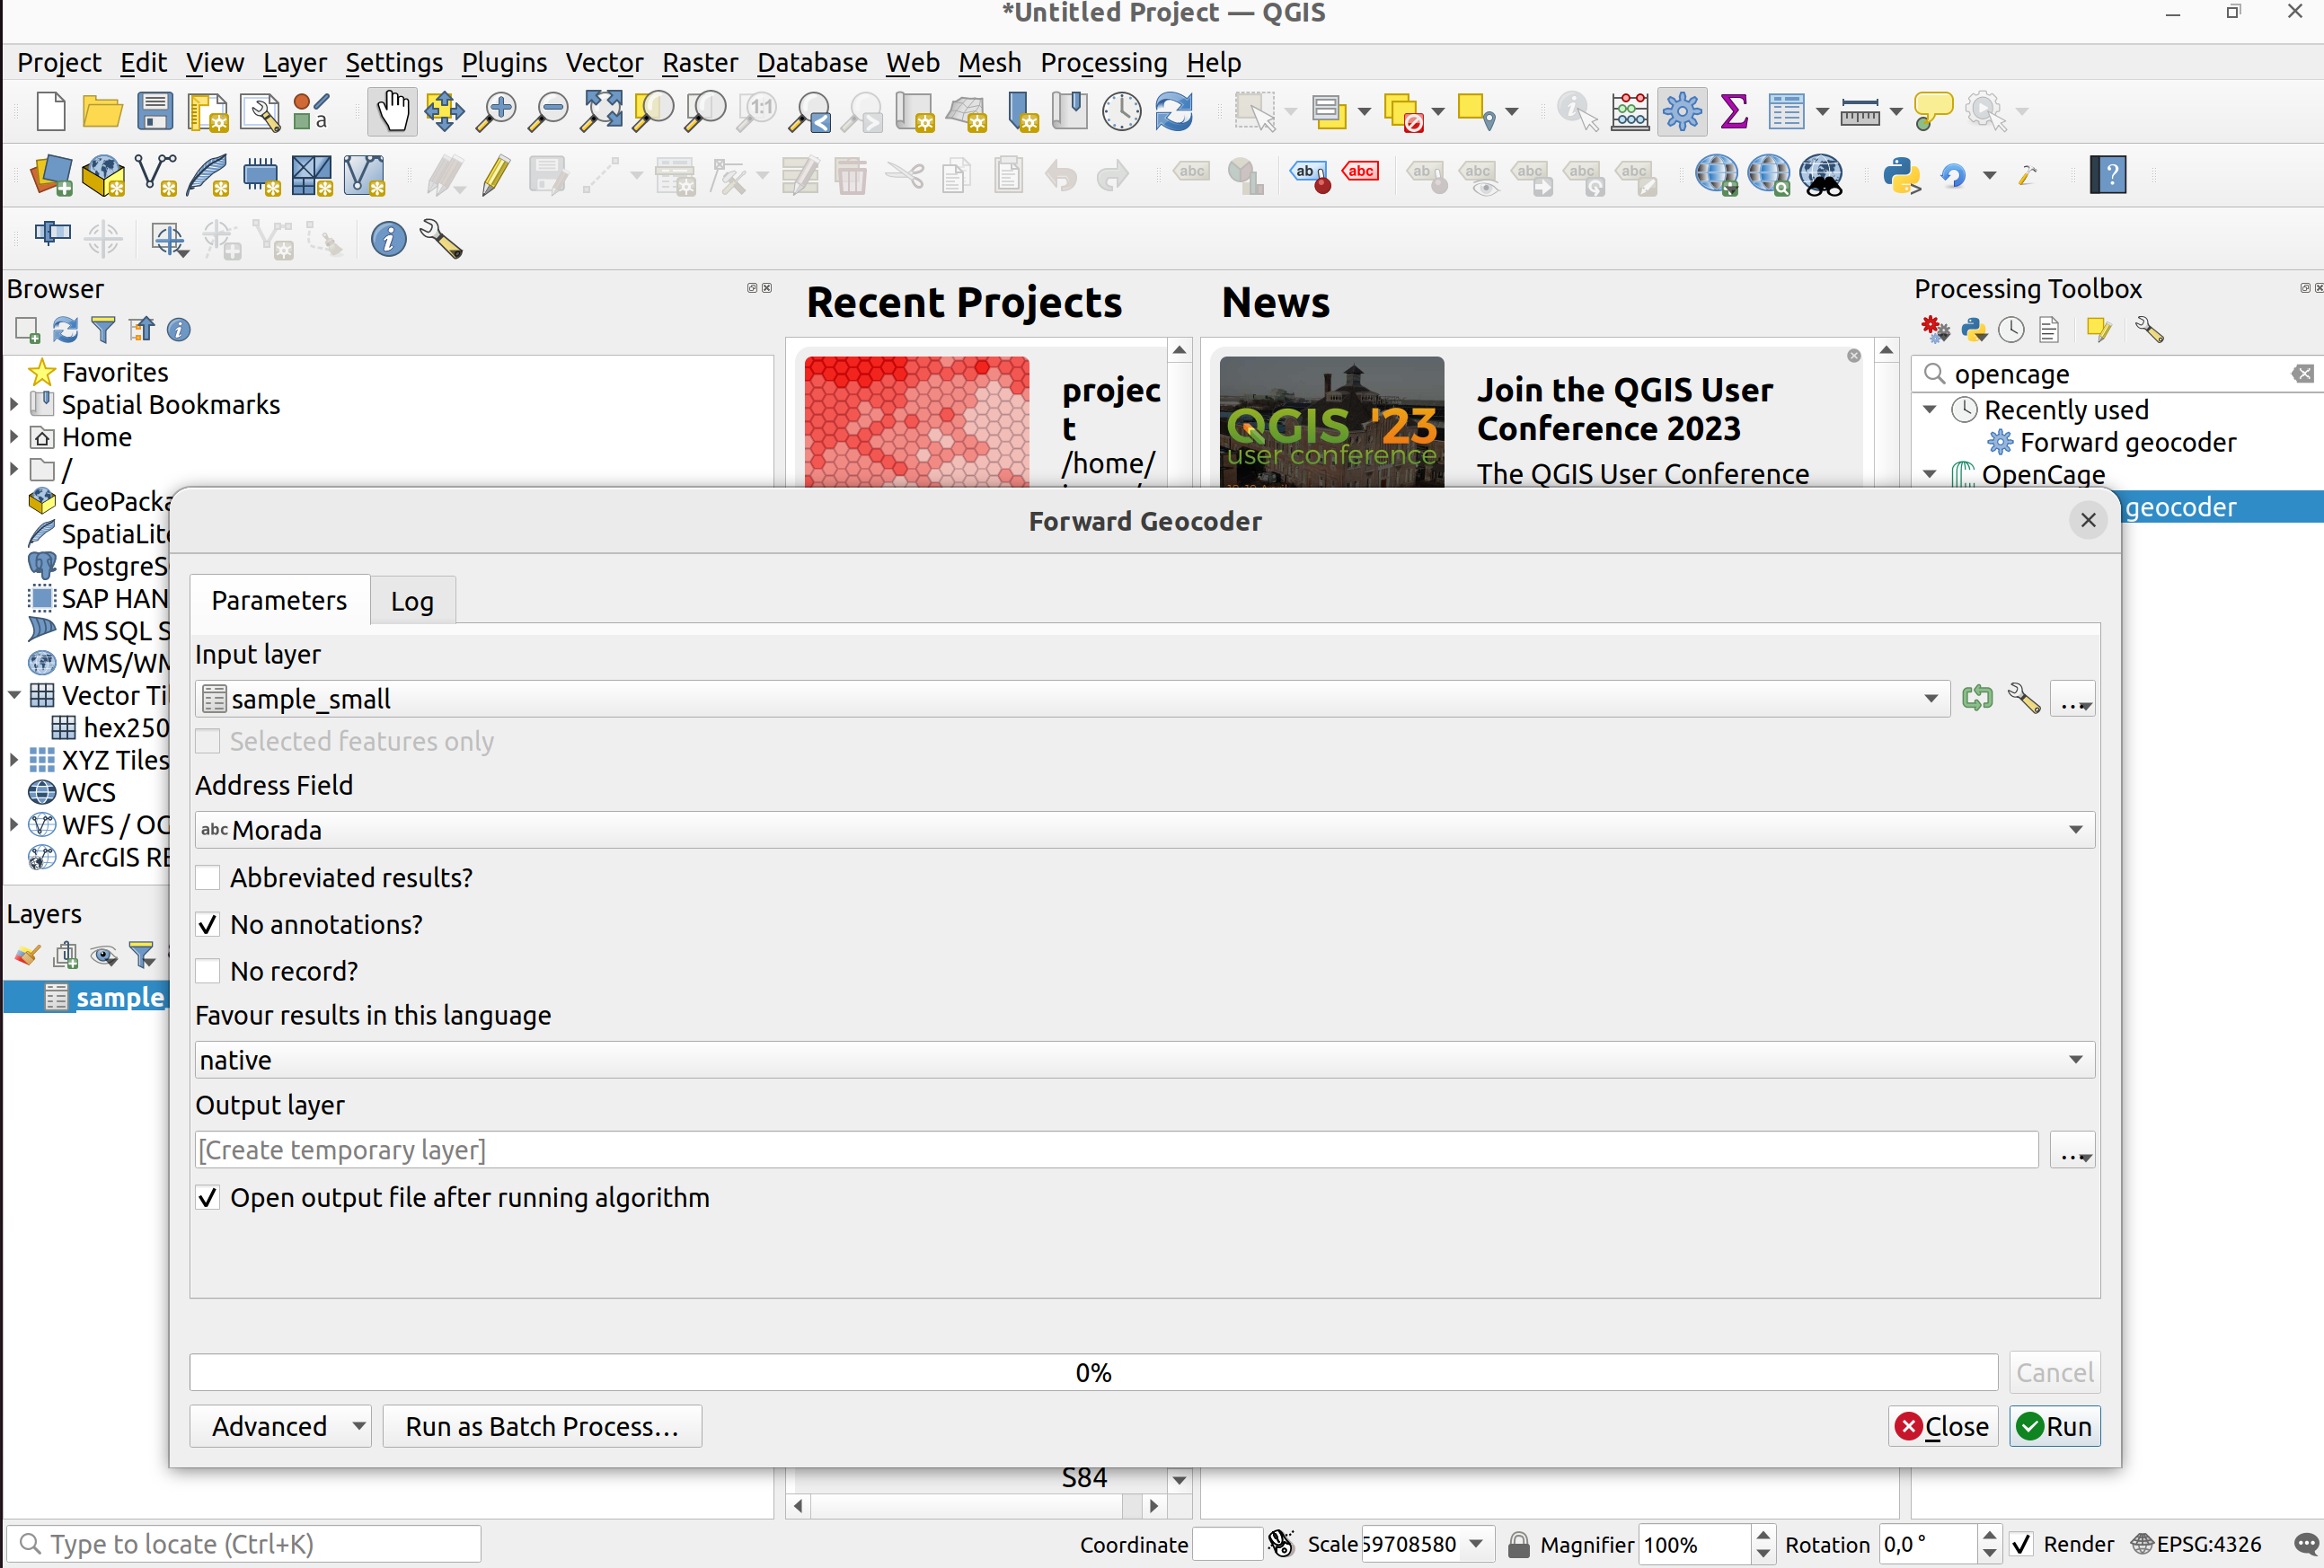 *Untitled Project — QGIS
Project Edit View Layer Settings Plugins Vector Raster Database Web Mesh Processing Help
Browser
Favorites
Spatial Bookmarks
Home
/
GeoPacka
SpatiaLite
PostgreS
SAP HAN
MS SQL S
WMS/WM
Vector Til
hex250
XYZ Tiles
WCS
WFS / OG
ArcGIS RE
Layers
sample
Recent Projects
projec
t
/home/
News
QGIS '23
user conference
Join the QGIS User
Conference 2023
The QGIS User Conference
Processing Toolbox
opencage
Recently used
Forward geocoder
OpenCage
geocoder
Forward Geocoder
Parameters Log
Input layer
sample_small
...
Selected features only
Address Field
abc Morada
Abbreviated results?
No annotations?
No record?
Favour results in this language
native
Output layer
[Create temporary layer]
...
Open output file after running algorithm
0%
Cancel
Advanced Run as Batch Process... Close Run
S84
Type to locate (Ctrl+K) Coordinate Scale 59708580 Magnifier 100% Rotation 0,0 ° Render EPSG:4326